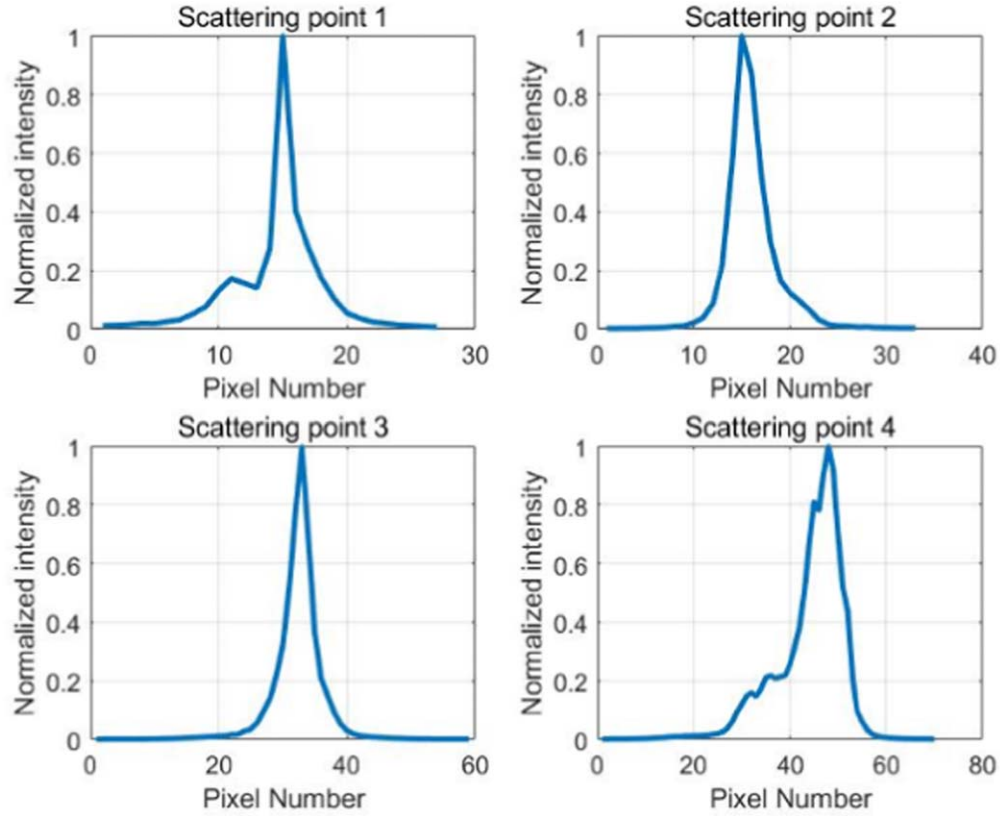 Scattering point 1
Normalized intensity
1
0.8
0.6
0.4
0.2
0
0 10 20 30
Pixel Number
Scattering point 2
Normalized intensity
1
0.8
0.6
0.4
0.2
0
0 10 20 30 40
Pixel Number
Scattering point 3
Normalized intensity
1
0.8
0.6
0.4
0.2
0
0 20 40 60
Pixel Number
Scattering point 4
Normalized intensity
1
0.8
0.6
0.4
0.2
0
0 20 40 60 80
Pixel Number